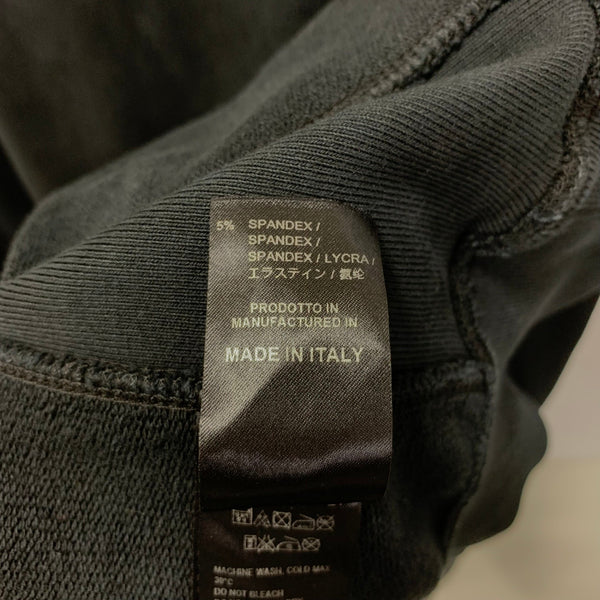 5% SPANDEX /
SPANDEX /
SPANDEX / LYCRA /
エラステイン / 氨纶
PRODOTTO IN
MANUFACTURED IN
MADE IN ITALY
MACHINE WASH, COLD MAX
30°C
DO NOT BLEACH